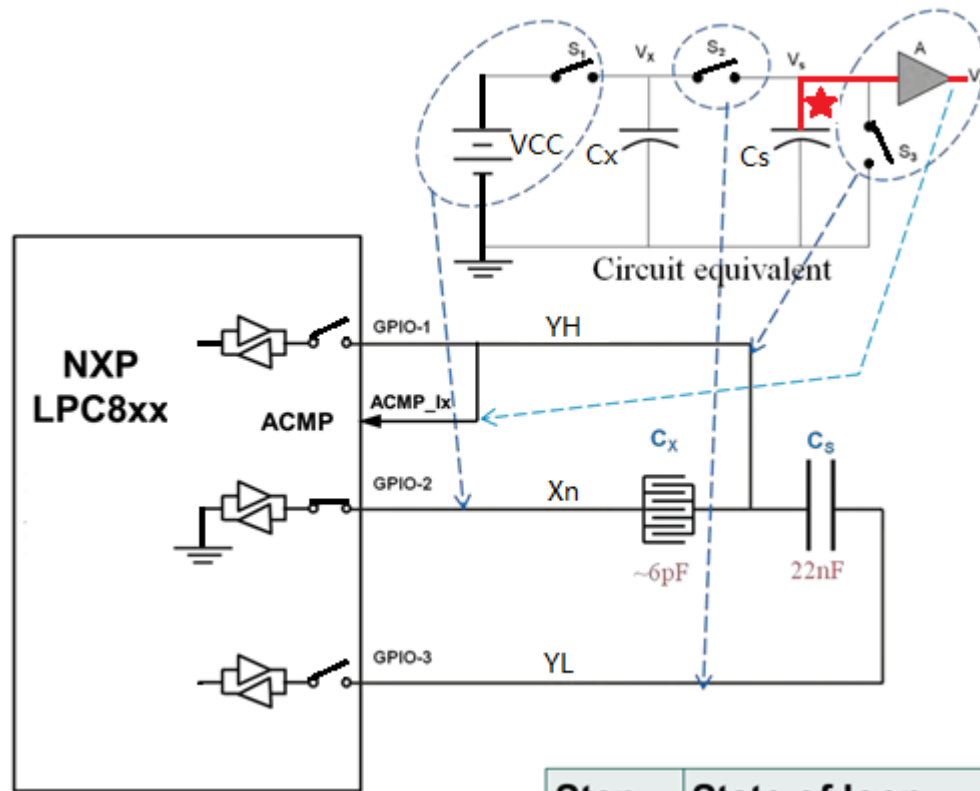 S1
Vx
S2
Vs
A
V
VCC
Cx
Cs
S3
Circuit equivalent
NXP
LPC8xx
GPIO-1
YH
ACMP
ACMP_Ix
GPIO-2
Xn
CX
CS
~6pF
22nF
GPIO-3
YL